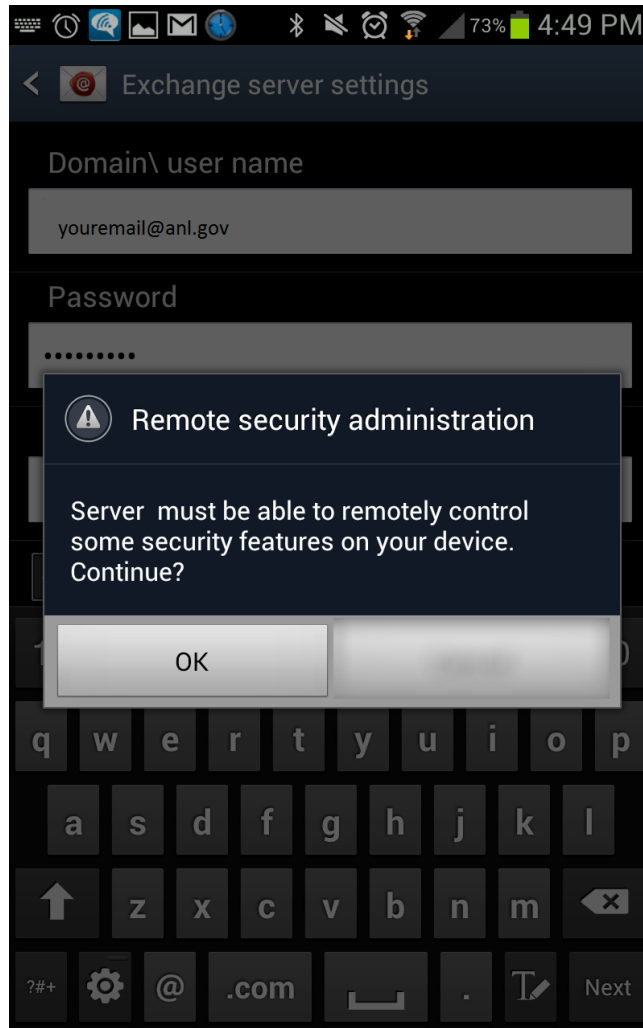 73% 4:49 PM
Exchange server settings
Domain\ user name
youremail@anl.gov
Password
•••••••••
Remote security administration
Server must be able to remotely control
some security features on your device.
Continue?
OK
q w e r t y u i o p
a s d f g h j k l
z x c v b n m
?#+ @ .com . Next